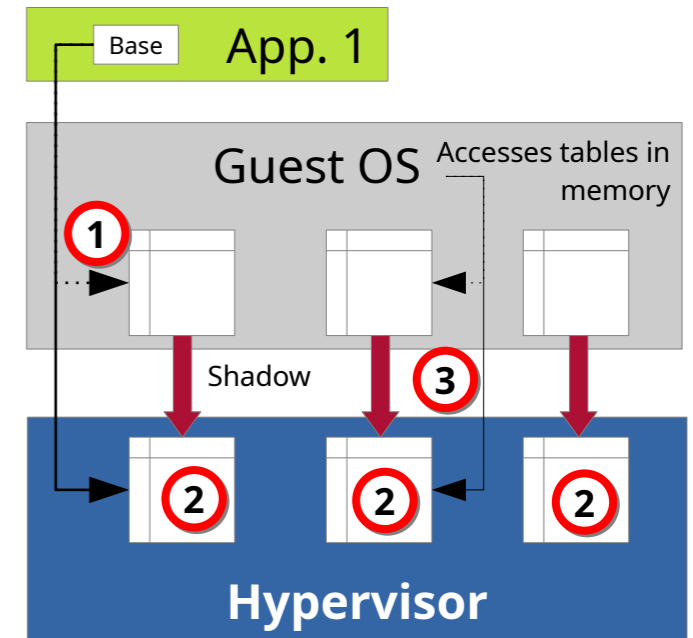 Base
App. 1
Guest OS
Accesses tables in
memory
1
Shadow
3
2
2
2
Hypervisor